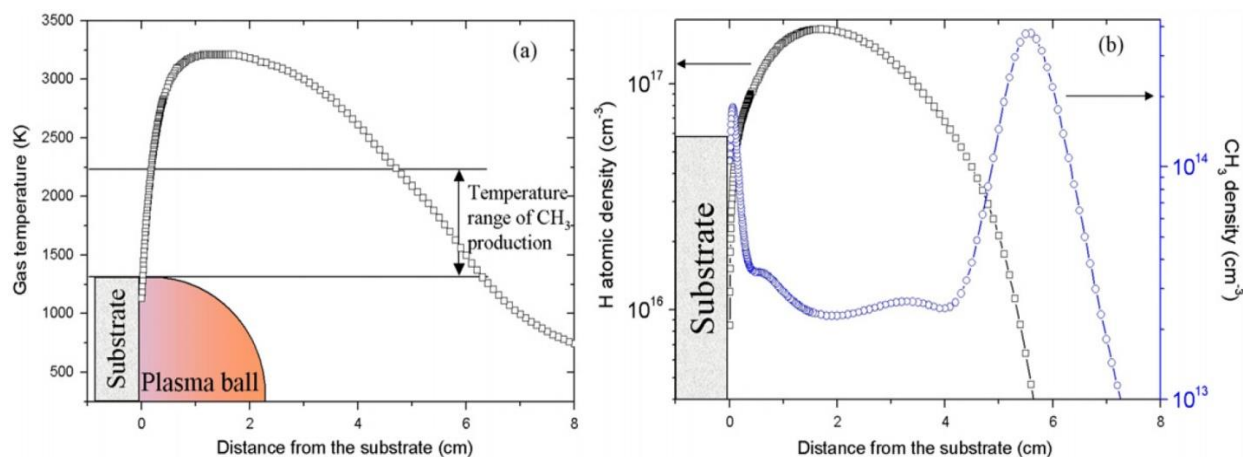 (a)
3500
3000
2500
2000
1500
1000
500
Gas temperature (K)
Temperature
range of CH3
production
Substrate
Plasma ball
0
2
4
6
8
Distance from the substrate (cm)
(b)
10^17
10^16
H atomic density (cm-3)
Substrate
10^14
10^13
CH3 density (cm-3)
0
2
4
6
8
Distance from the substrate (cm)